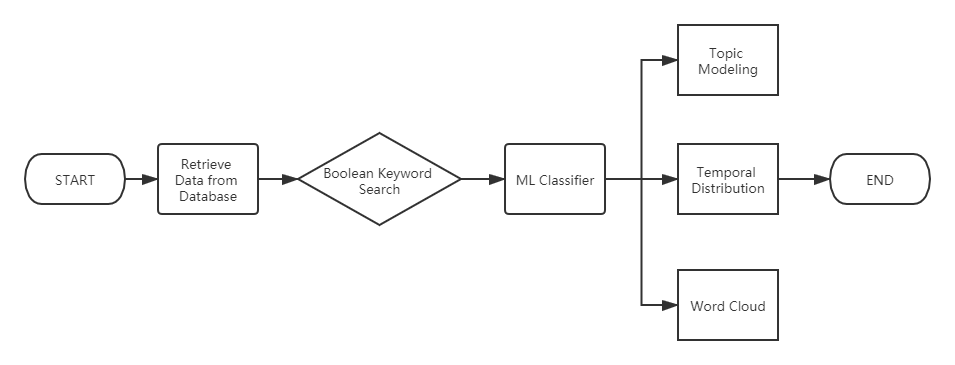 START
Retrieve
Data from
Database
Boolean Keyword
Search
ML Classifier
Topic
Modeling
Temporal
Distribution
Word Cloud
END